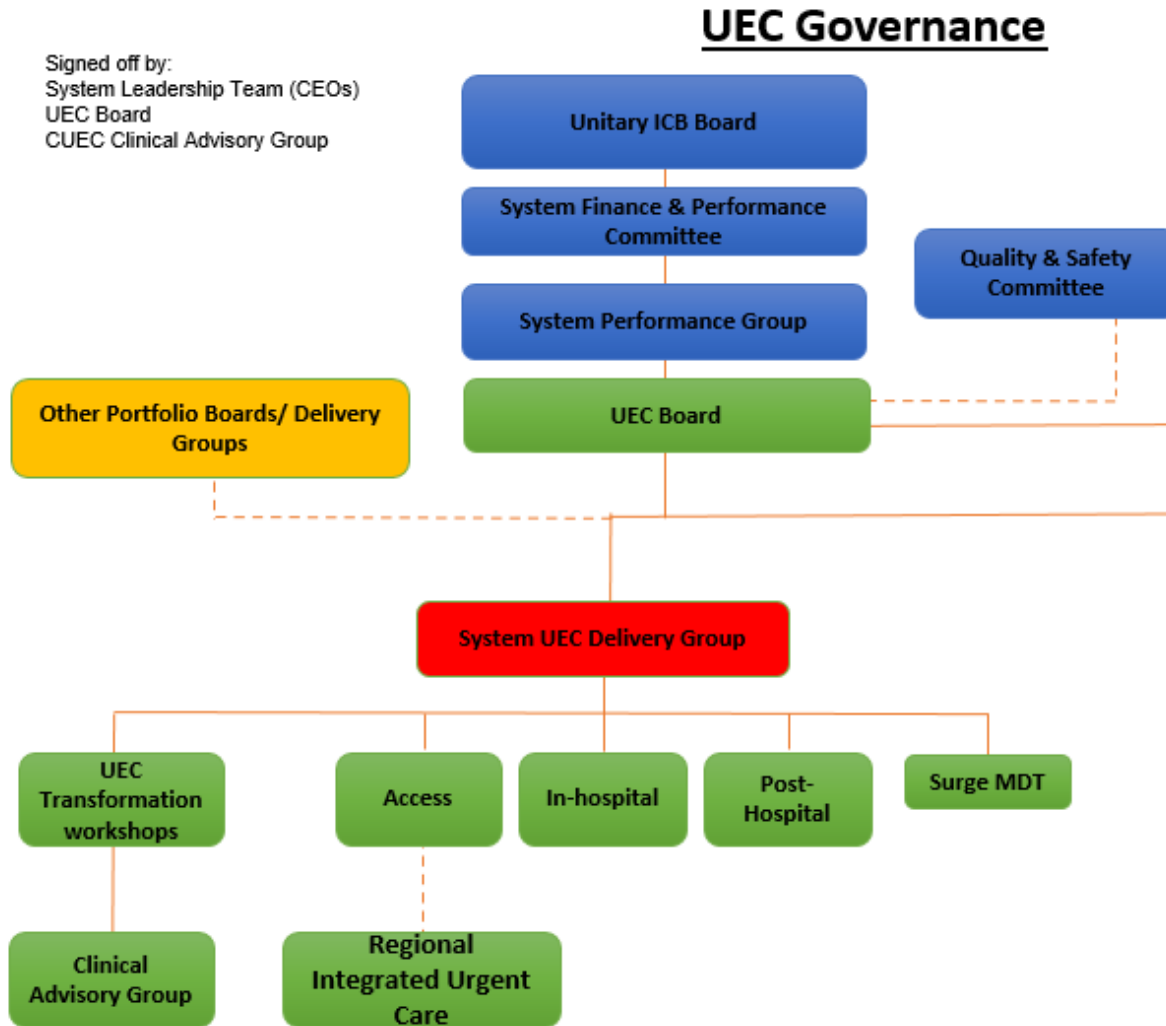 UEC Governance
Signed off by:
System Leadership Team (CEOs)
UEC Board
CUEC Clinical Advisory Group
Unitary ICB Board
System Finance & Performance
Committee
Quality & Safety
Committee
System Performance Group
Other Portfolio Boards/ Delivery
Groups
UEC Board
System UEC Delivery Group
UEC
Transformation
workshops
Access
In-hospital
Post-
Hospital
Surge MDT
Clinical
Advisory Group
Regional
Integrated Urgent
Care